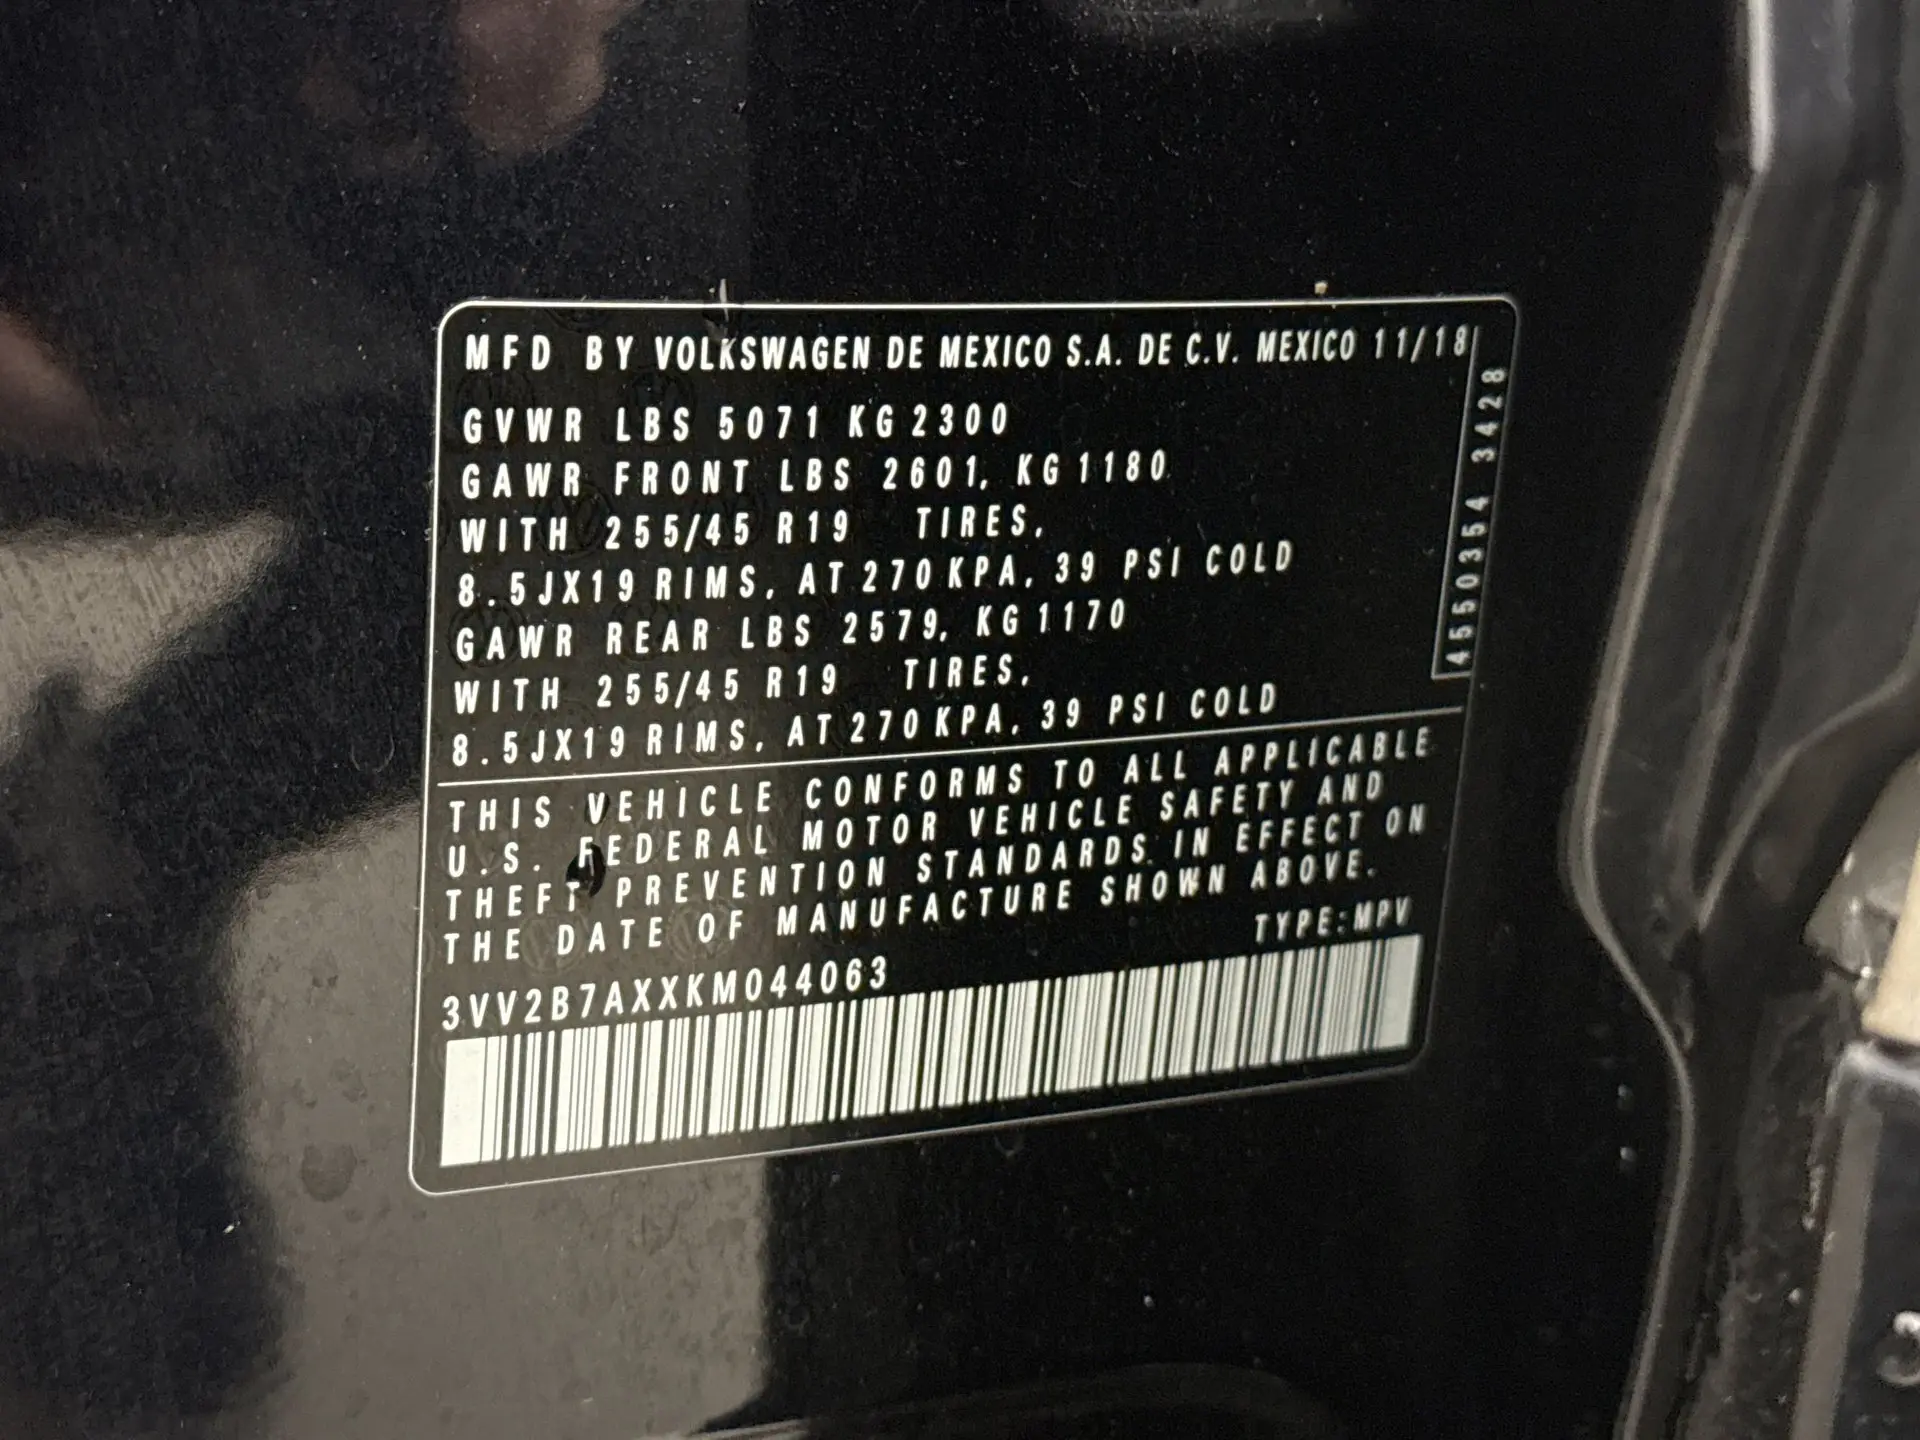 MFD BY VOLKSWAGEN DE MEXICO S.A. DE C.V. MEXICO 11/18
GVWR LBS 5071 KG 2300
GAWR FRONT LBS 2601, KG 1180
WITH 255/45 R19 TIRES,
8.5JX19 RIMS, AT 270 KPA, 39 PSI COLD
GAWR REAR LBS 2579, KG 1170
WITH 255/45 R19 TIRES,
8.5JX19 RIMS, AT 270 KPA, 39 PSI COLD
4550354 3428
THIS VEHICLE CONFORMS TO ALL APPLICABLE
U.S. FEDERAL MOTOR VEHICLE SAFETY AND
THEFT PREVENTION STANDARDS IN EFFECT ON
THE DATE OF MANUFACTURE SHOWN ABOVE.
TYPE:MPV
3VV2B7AXXKM044063
3